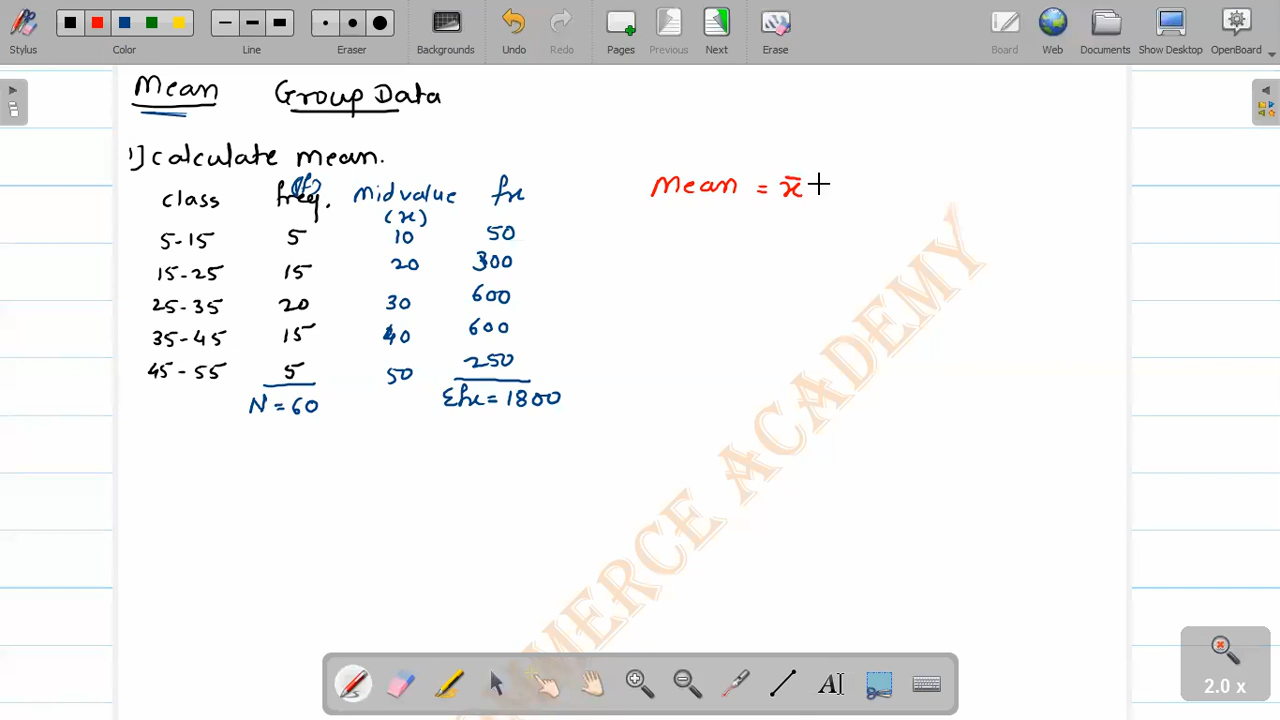 Stylus Color Line Eraser Backgrounds Undo Redo Pages Previous Next Erase Board Web Documents Show Desktop OpenBoard
Mean Group Data
1] calculate mean.
class freq. (f) mid value (x) fx
5-15 5 10 50
15-25 15 20 300
25-35 20 30 600
35-45 15 40 600
45-55 5 50 250
N = 60 Σfx = 1800
Mean = x̄
MERCE ACADEMY
2.0 x